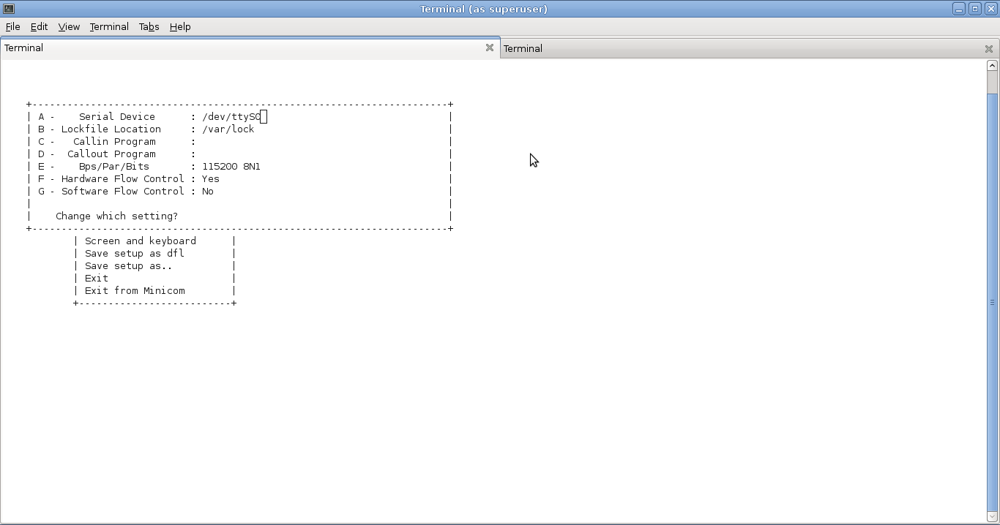 Terminal (as superuser)
File Edit View Terminal Tabs Help
Terminal
Terminal
+-----------------------------------------------------------------------+
| A -    Serial Device      : /dev/ttyS0                                |
| B - Lockfile Location     : /var/lock                                 |
| C -   Callin Program      :                                           |
| D -  Callout Program      :                                           |
| E -    Bps/Par/Bits       : 115200 8N1                                |
| F - Hardware Flow Control : Yes                                       |
| G - Software Flow Control : No                                        |
|                                                                       |
|    Change which setting?                                              |
+-----------------------------------------------------------------------+
| Screen and keyboard      |
| Save setup as dfl        |
| Save setup as..          |
| Exit                     |
| Exit from Minicom        |
+--------------------------+